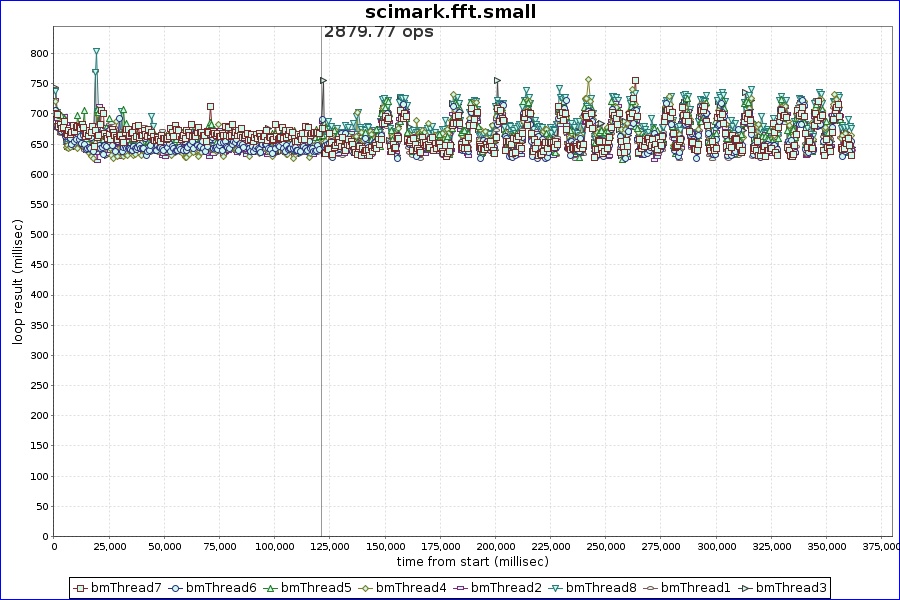 scimark.fft.small
2879.77 ops
800
750
700
650
600
550
500
450
400
350
300
250
200
150
100
50
0
loop result (millisec)
0 25,000 50,000 75,000 100,000 125,000 150,000 175,000 200,000 225,000 250,000 275,000 300,000 325,000 350,000 375,000
time from start (millisec)
bmThread7 bmThread6 bmThread5 bmThread4 bmThread2 bmThread8 bmThread1 bmThread3